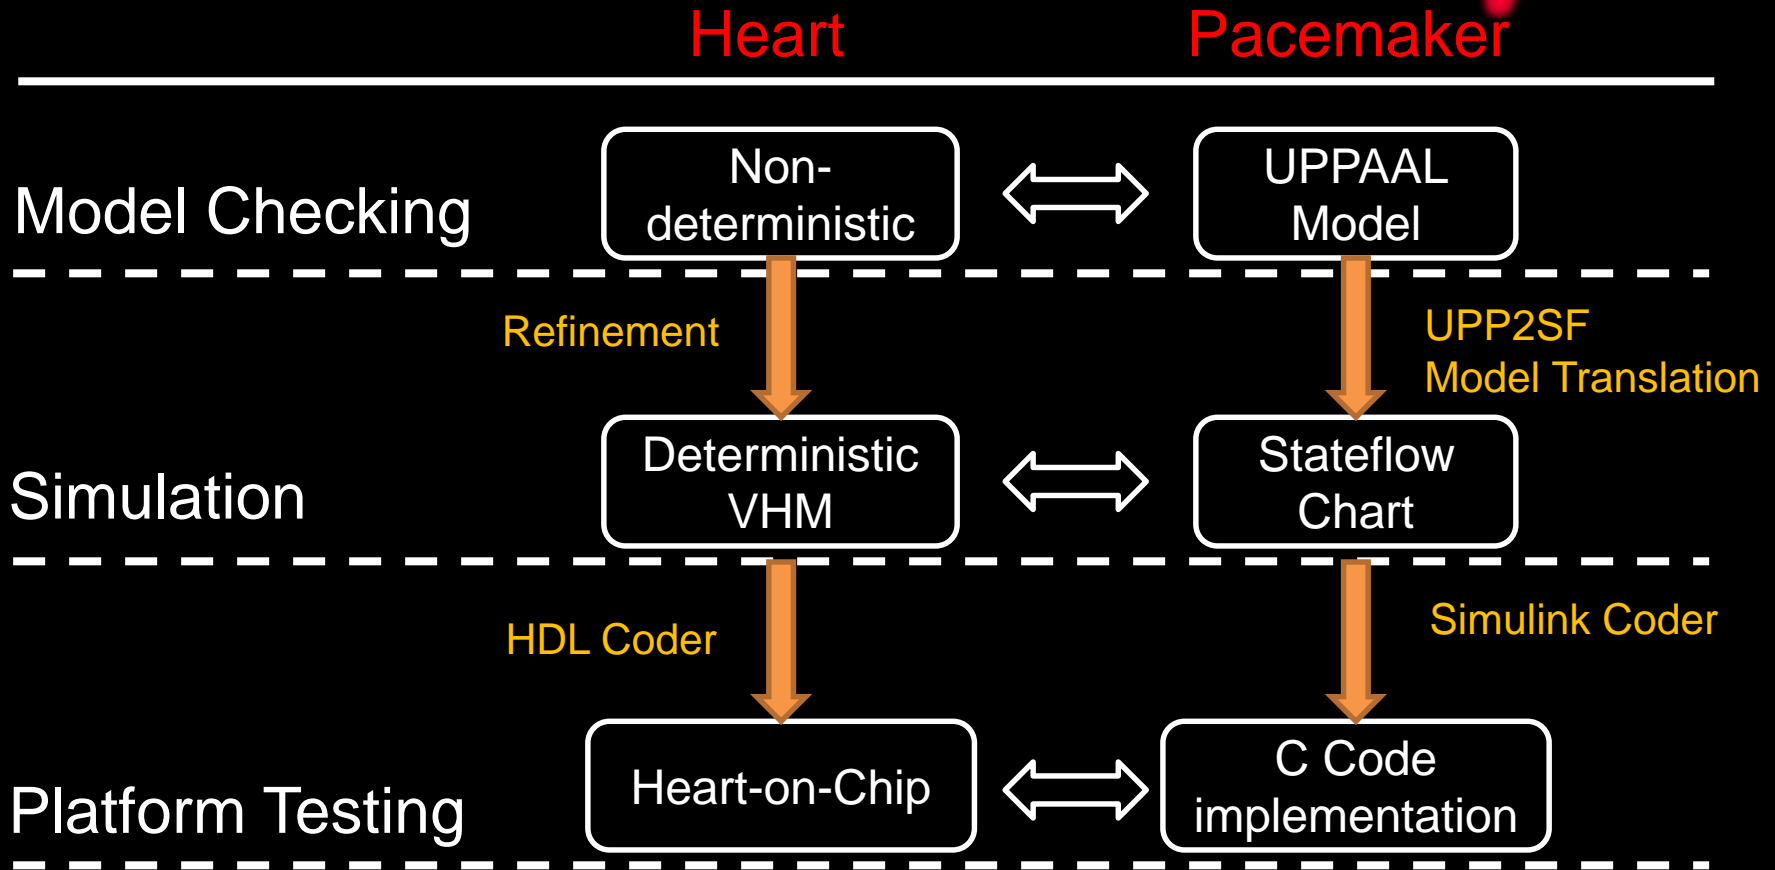 Heart
Pacemaker
Model Checking
Non-
deterministic
UPPAAL
Model
Refinement
UPP2SF
Model Translation
Simulation
Deterministic
VHM
Stateflow
Chart
HDL Coder
Simulink Coder
Platform Testing
Heart-on-Chip
C Code
implementation